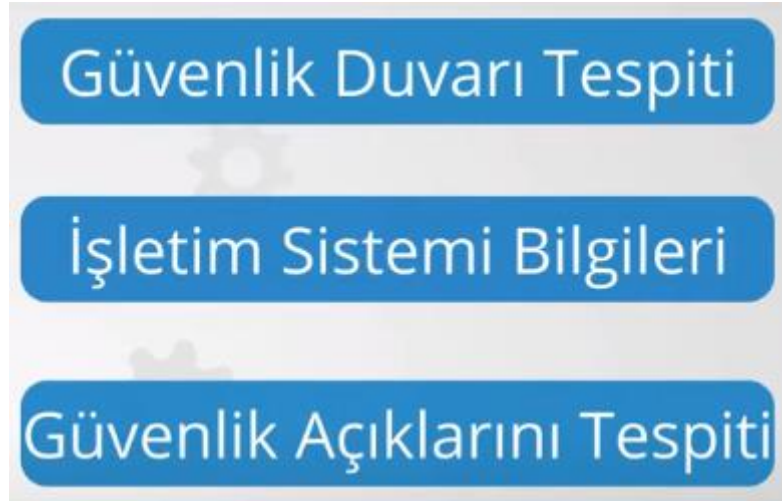 Güvenlik Duvarı Tespiti
İşletim Sistemi Bilgileri
Güvenlik Açıklarını Tespiti